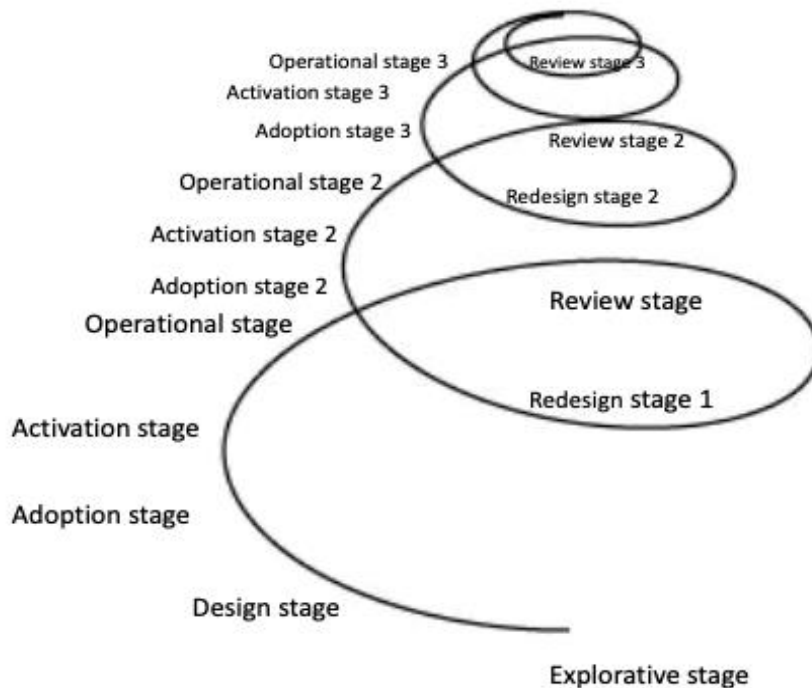 Operational stage 3
Review stage 3
Activation stage 3
Adoption stage 3
Review stage 2
Operational stage 2
Redesign stage 2
Activation stage 2
Adoption stage 2
Review stage
Operational stage
Redesign stage 1
Activation stage
Adoption stage
Design stage
Explorative stage